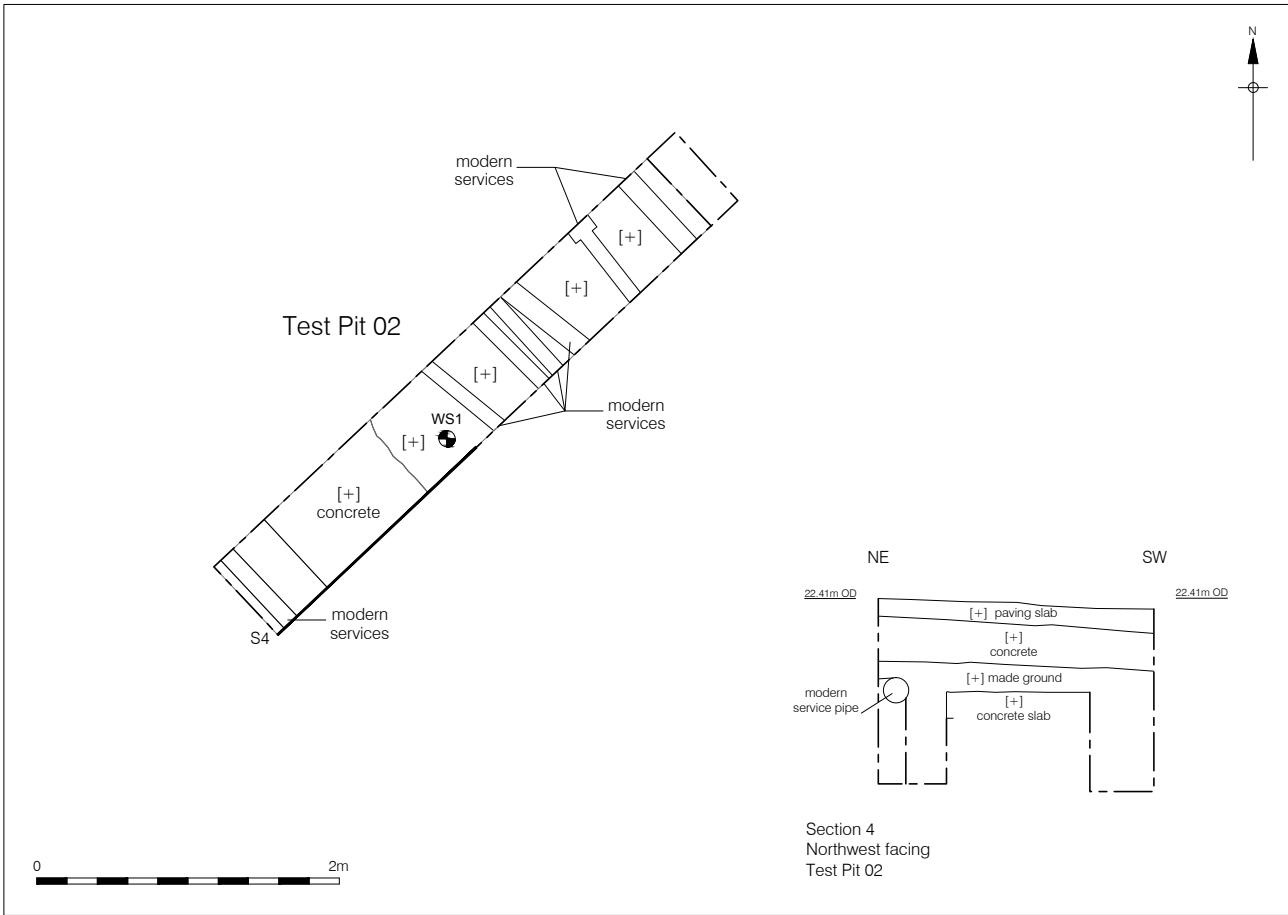 N
modern
services
[+]
[+]
Test Pit 02
[+]
modern
services
WS1
[+]
[+]
concrete
modern
services
S4
NE
SW
22.41m OD
22.41m OD
[+] paving slab
[+]
concrete
[+] made ground
modern
service pipe
[+]
concrete slab
Section 4
Northwest facing
Test Pit 02
0
2m